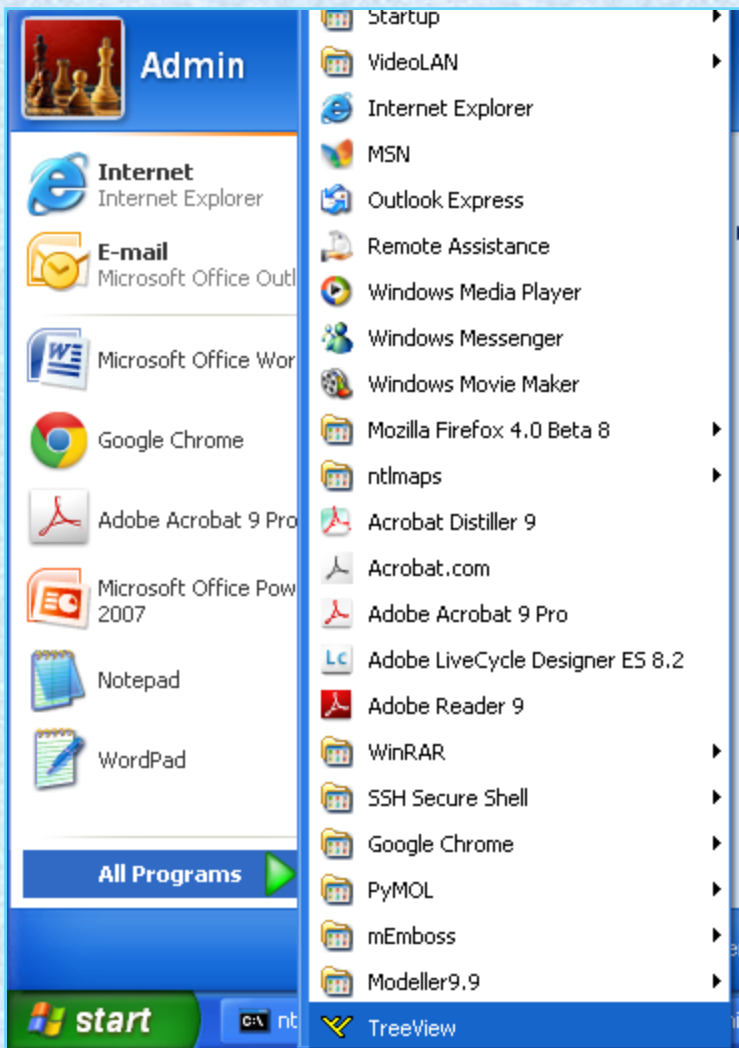 Admin
Internet
Internet Explorer
E-mail
Microsoft Office Outl
Microsoft Office Wor
Google Chrome
Adobe Acrobat 9 Pro
Microsoft Office Pow
2007
Notepad
WordPad
All Programs
start
nt
Startup
VideoLAN
Internet Explorer
MSN
Outlook Express
Remote Assistance
Windows Media Player
Windows Messenger
Windows Movie Maker
Mozilla Firefox 4.0 Beta 8
ntlmaps
Acrobat Distiller 9
Acrobat.com
Adobe Acrobat 9 Pro
Lc Adobe LiveCycle Designer ES 8.2
Adobe Reader 9
WinRAR
SSH Secure Shell
Google Chrome
PyMOL
mEmboss
Modeller9.9
TreeView